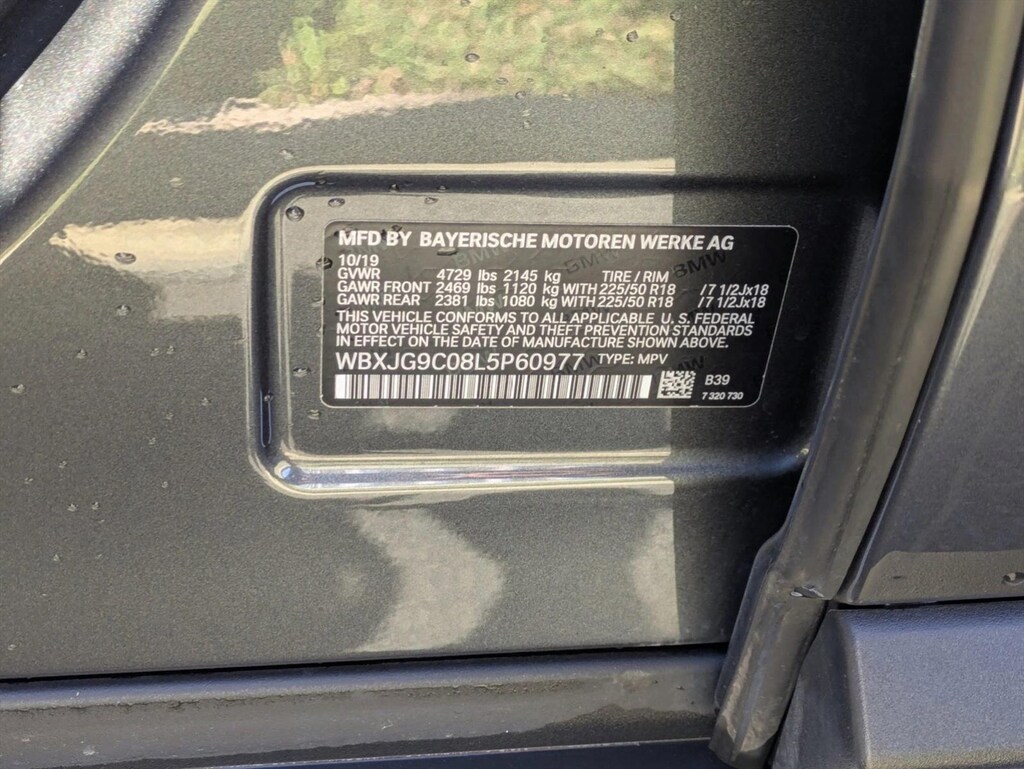 MFD BY BAYERISCHE MOTOREN WERKE AG
10/19
GVWR 4729 lbs 2145 kg TIRE / RIM
GAWR FRONT 2469 lbs 1120 kg WITH 225/50 R18 /7 1/2Jx18
GAWR REAR 2381 lbs 1080 kg WITH 225/50 R18 /7 1/2Jx18
THIS VEHICLE CONFORMS TO ALL APPLICABLE U. S. FEDERAL
MOTOR VEHICLE SAFETY AND THEFT PREVENTION STANDARDS
IN EFFECT ON THE DATE OF MANUFACTURE SHOWN ABOVE.
WBXJG9C08L5P60977 TYPE: MPV
B39
7 320 730